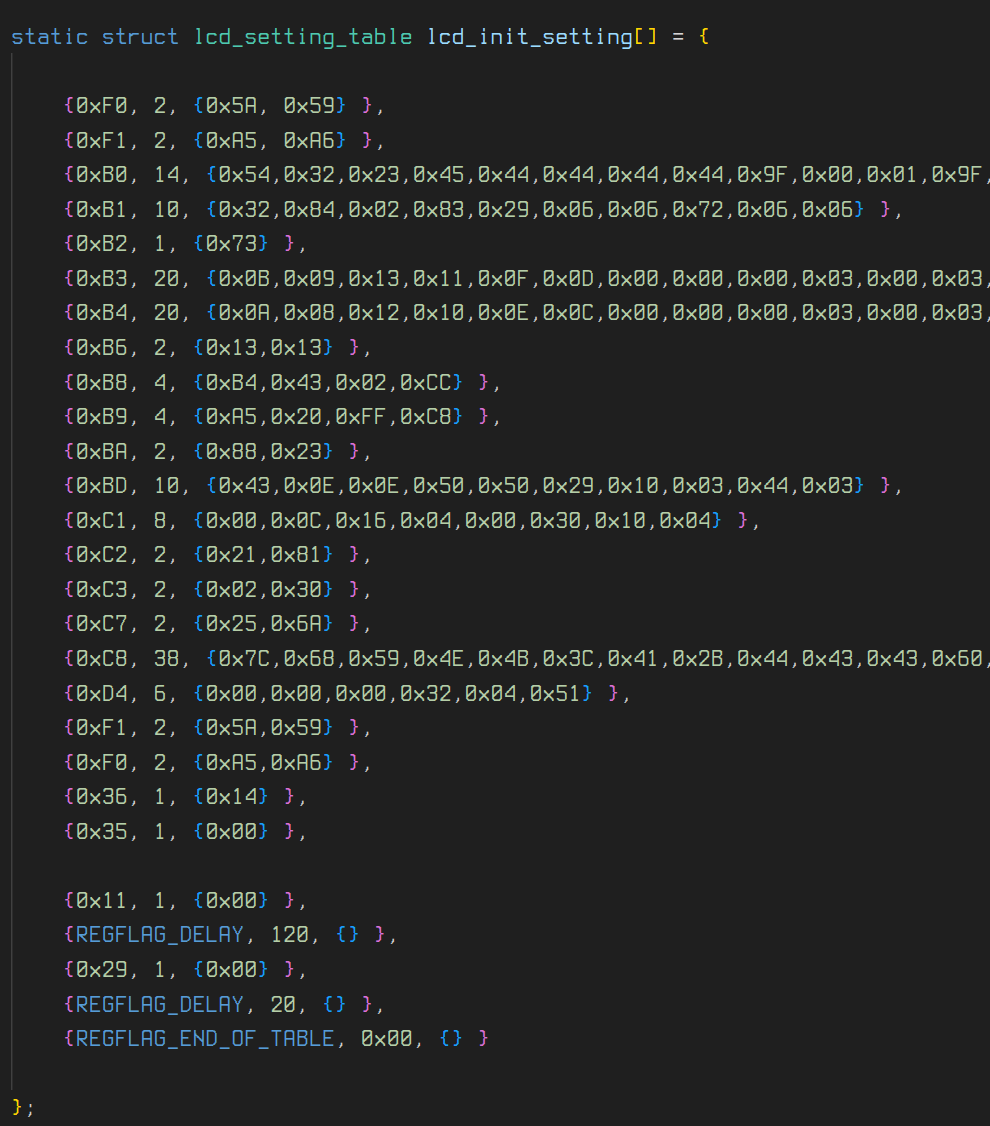 static struct lcd_setting_table lcd_init_setting[] = {
{0xF0, 2, {0x5A, 0x59} },
{0xF1, 2, {0xA5, 0xA6} },
{0xB0, 14, {0x54,0x32,0x23,0x45,0x44,0x44,0x44,0x44,0x9F,0x00,0x01,0x9F,
{0xB1, 10, {0x32,0x84,0x02,0x83,0x29,0x06,0x06,0x72,0x06,0x06} },
{0xB2, 1, {0x73} },
{0xB3, 20, {0x0B,0x09,0x13,0x11,0x0F,0x0D,0x00,0x00,0x00,0x03,0x00,0x03,
{0xB4, 20, {0x0A,0x08,0x12,0x10,0x0E,0x0C,0x00,0x00,0x00,0x03,0x00,0x03,
{0xB6, 2, {0x13,0x13} },
{0xB8, 4, {0xB4,0x43,0x02,0xCC} },
{0xB9, 4, {0xA5,0x20,0xFF,0xC8} },
{0xBA, 2, {0x88,0x23} },
{0xBD, 10, {0x43,0x0E,0x0E,0x50,0x50,0x29,0x10,0x03,0x44,0x03} },
{0xC1, 8, {0x00,0x0C,0x16,0x04,0x00,0x30,0x10,0x04} },
{0xC2, 2, {0x21,0x81} },
{0xC3, 2, {0x02,0x30} },
{0xC7, 2, {0x25,0x6A} },
{0xC8, 38, {0x7C,0x68,0x59,0x4E,0x4B,0x3C,0x41,0x2B,0x44,0x43,0x43,0x60,
{0xD4, 6, {0x00,0x00,0x00,0x32,0x04,0x51} },
{0xF1, 2, {0x5A,0x59} },
{0xF0, 2, {0xA5,0xA6} },
{0x36, 1, {0x14} },
{0x35, 1, {0x00} },
{0x11, 1, {0x00} },
{REGFLAG_DELAY, 120, {} },
{0x29, 1, {0x00} },
{REGFLAG_DELAY, 20, {} },
{REGFLAG_END_OF_TABLE, 0x00, {} }
};